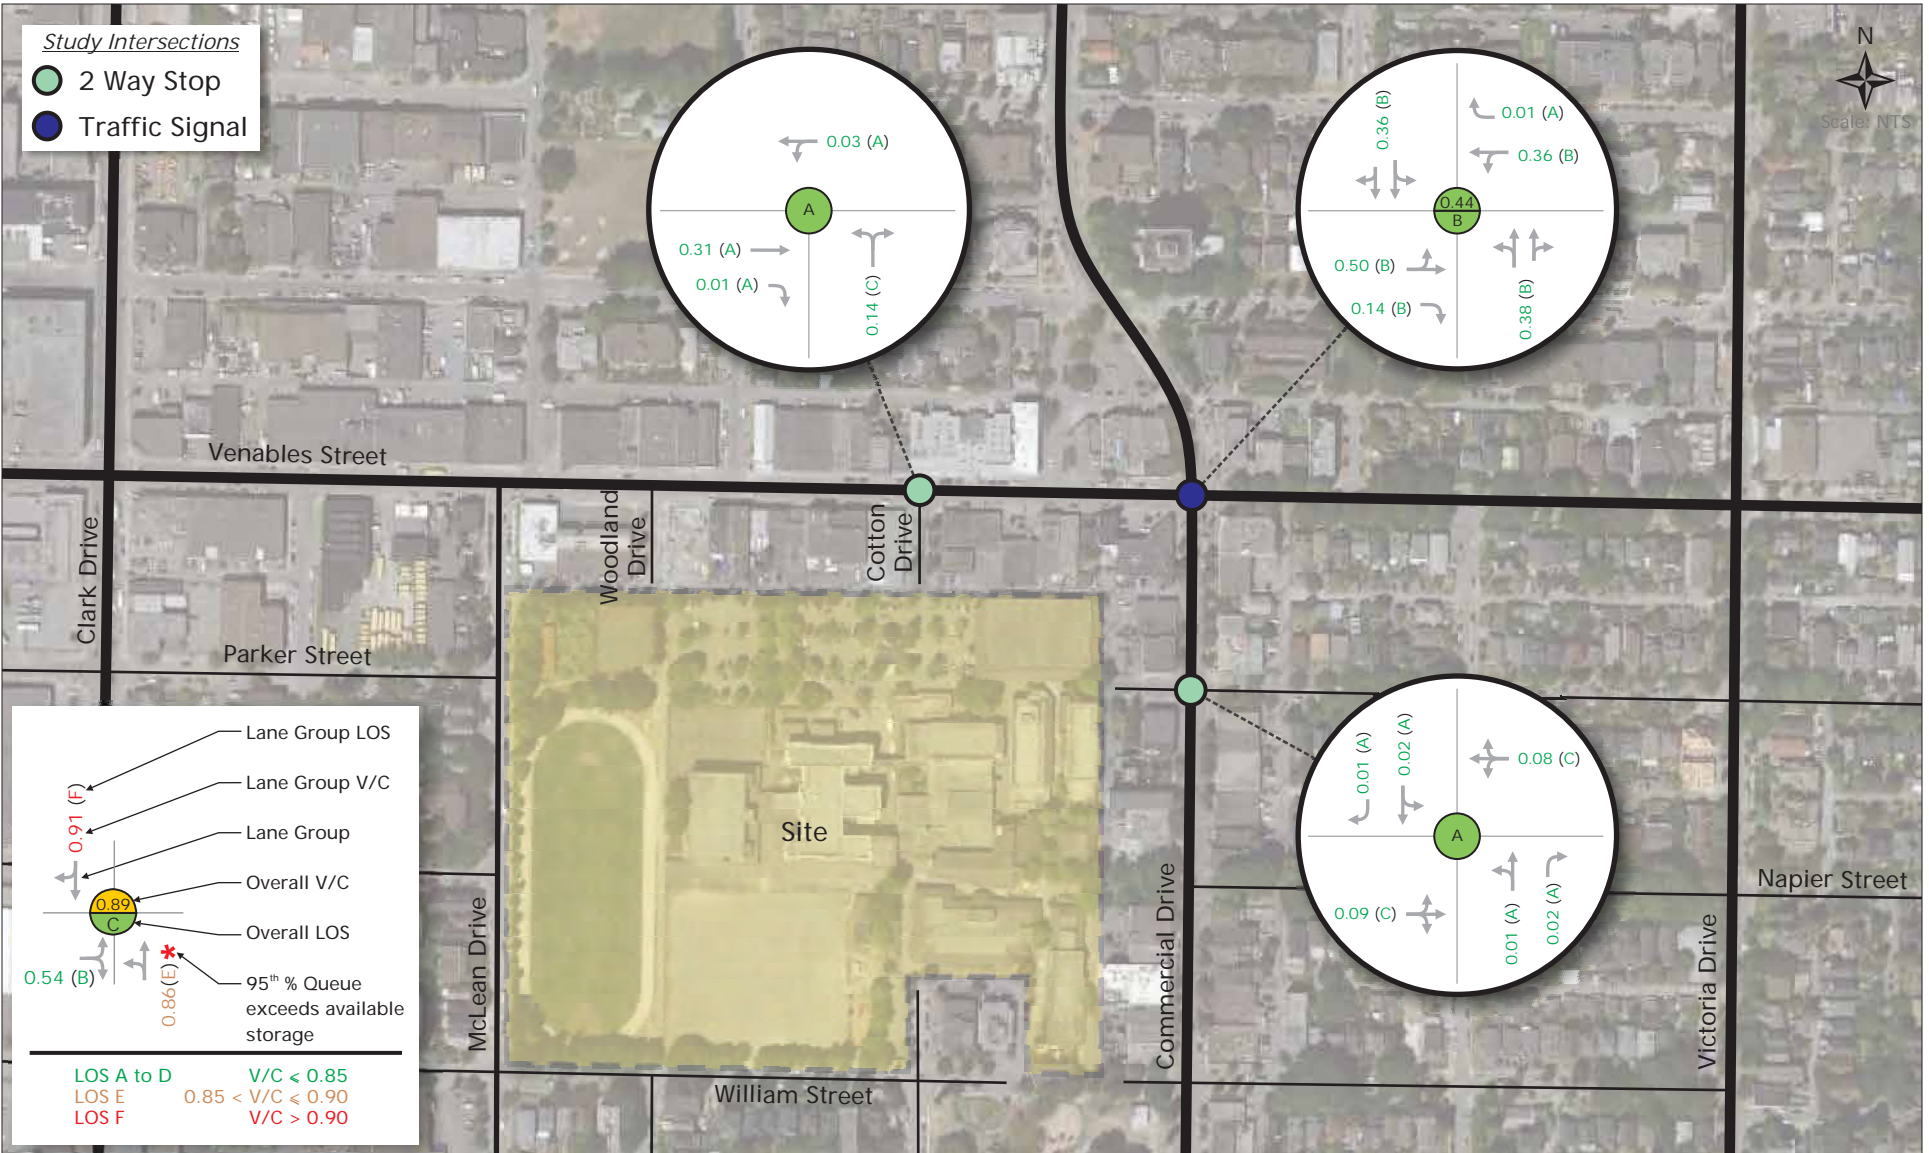 Study Intersections
2 Way Stop
Traffic Signal
N
Scale: NTS
0.03 (A)
A
0.31 (A)
0.01 (A)
0.14 (C)
0.36 (B)
0.01 (A)
0.36 (B)
0.44
B
0.50 (B)
0.14 (B)
0.38 (B)
Venables Street
Woodland
Drive
Cotton
Drive
Clark Drive
Parker Street
0.01 (A)
0.02 (A)
0.08 (C)
A
0.09 (C)
0.01 (A)
0.02 (A)
Site
McLean Drive
Commercial Drive
Victoria Drive
Napier Street
William Street
Lane Group LOS
Lane Group V/C
Lane Group
Overall V/C
Overall LOS
95th % Queue
exceeds available
storage
0.91 (F)
0.89
C
0.54 (B)
0.86(E)
*
LOS A to D V/C ⩽ 0.85
LOS E 0.85 < V/C ⩽ 0.90
LOS F V/C > 0.90